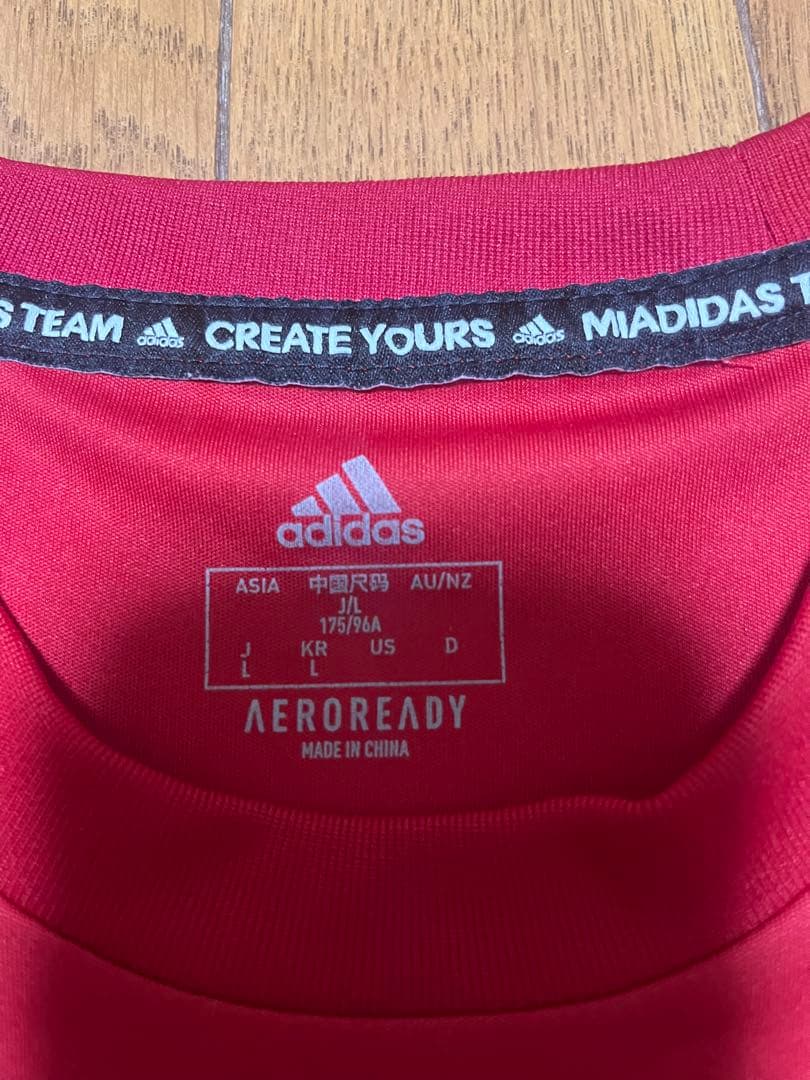 S TEAM adidas CREATE YOURS adidas MIADIDAS T
adidas
ASIA 中国尺码 AU/NZ
J/L
175/96A
J KR US D
L L
AEROREADY
MADE IN CHINA